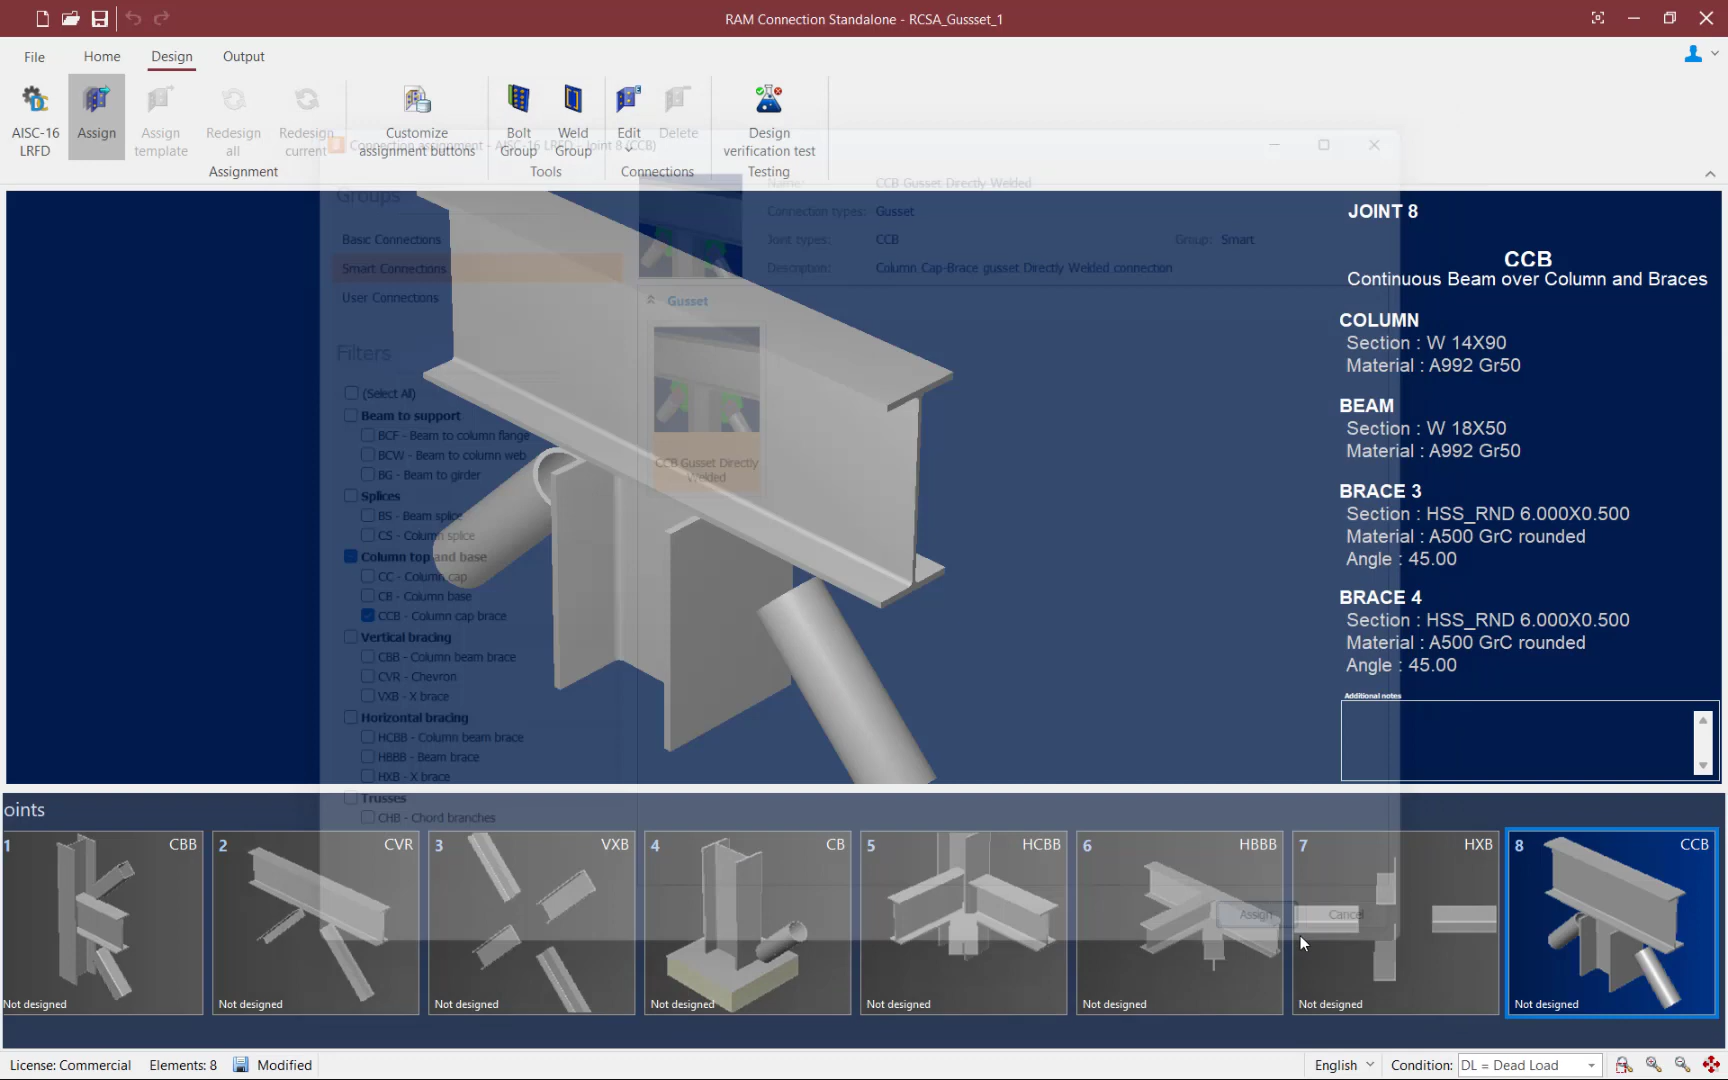 RAM Connection Standalone - RCSA_Gussset_1
File
Home
Design
Output
AISC-16
LRFD
Assign
Assign
template
Redesign
all
Redesign
current
Customize
assignment buttons
Bolt
Group
Weld
Group
Edit
Delete
Design
verification test
Assignment
Tools
Connections
Testing
Connection assignment - AISC-16 LRFD - Joint 8 (CCB)
Groups
Basic Connections
Smart Connections
User Connections
Filters
(Select All)
Beam to support
BCF - Beam to column flange
BCW - Beam to column web
BG - Beam to girder
Splices
BS - Beam splice
CS - Column splice
Column top and base
CC - Column cap
CB - Column base
CCB - Column cap brace
Vertical bracing
CBB - Column beam brace
CVR - Chevron
VXB - X brace
Horizontal bracing
HCBB - Column beam brace
HBBB - Beam brace
HXB - X brace
Trusses
CHB - Chord branches
Name: CCB Gusset Directly Welded
Connection types: Gusset
Joint types: CCB Group: Smart
Description: Column Cap-Brace gusset Directly Welded connection
Gusset
CCB Gusset Directly
Welded
Assign
Cancel
JOINT 8
CCB
Continuous Beam over Column and Braces
COLUMN
Section : W 14X90
Material : A992 Gr50
BEAM
Section : W 18X50
Material : A992 Gr50
BRACE 3
Section : HSS_RND 6.000X0.500
Material : A500 GrC rounded
Angle : 45.00
BRACE 4
Section : HSS_RND 6.000X0.500
Material : A500 GrC rounded
Angle : 45.00
Additional notes
oints
1 CBB
Not designed
2 CVR
Not designed
3 VXB
Not designed
4 CB
Not designed
5 HCBB
Not designed
6 HBBB
Not designed
7 HXB
Not designed
8 CCB
Not designed
License: Commercial
Elements: 8
Modified
English
Condition:
DL = Dead Load